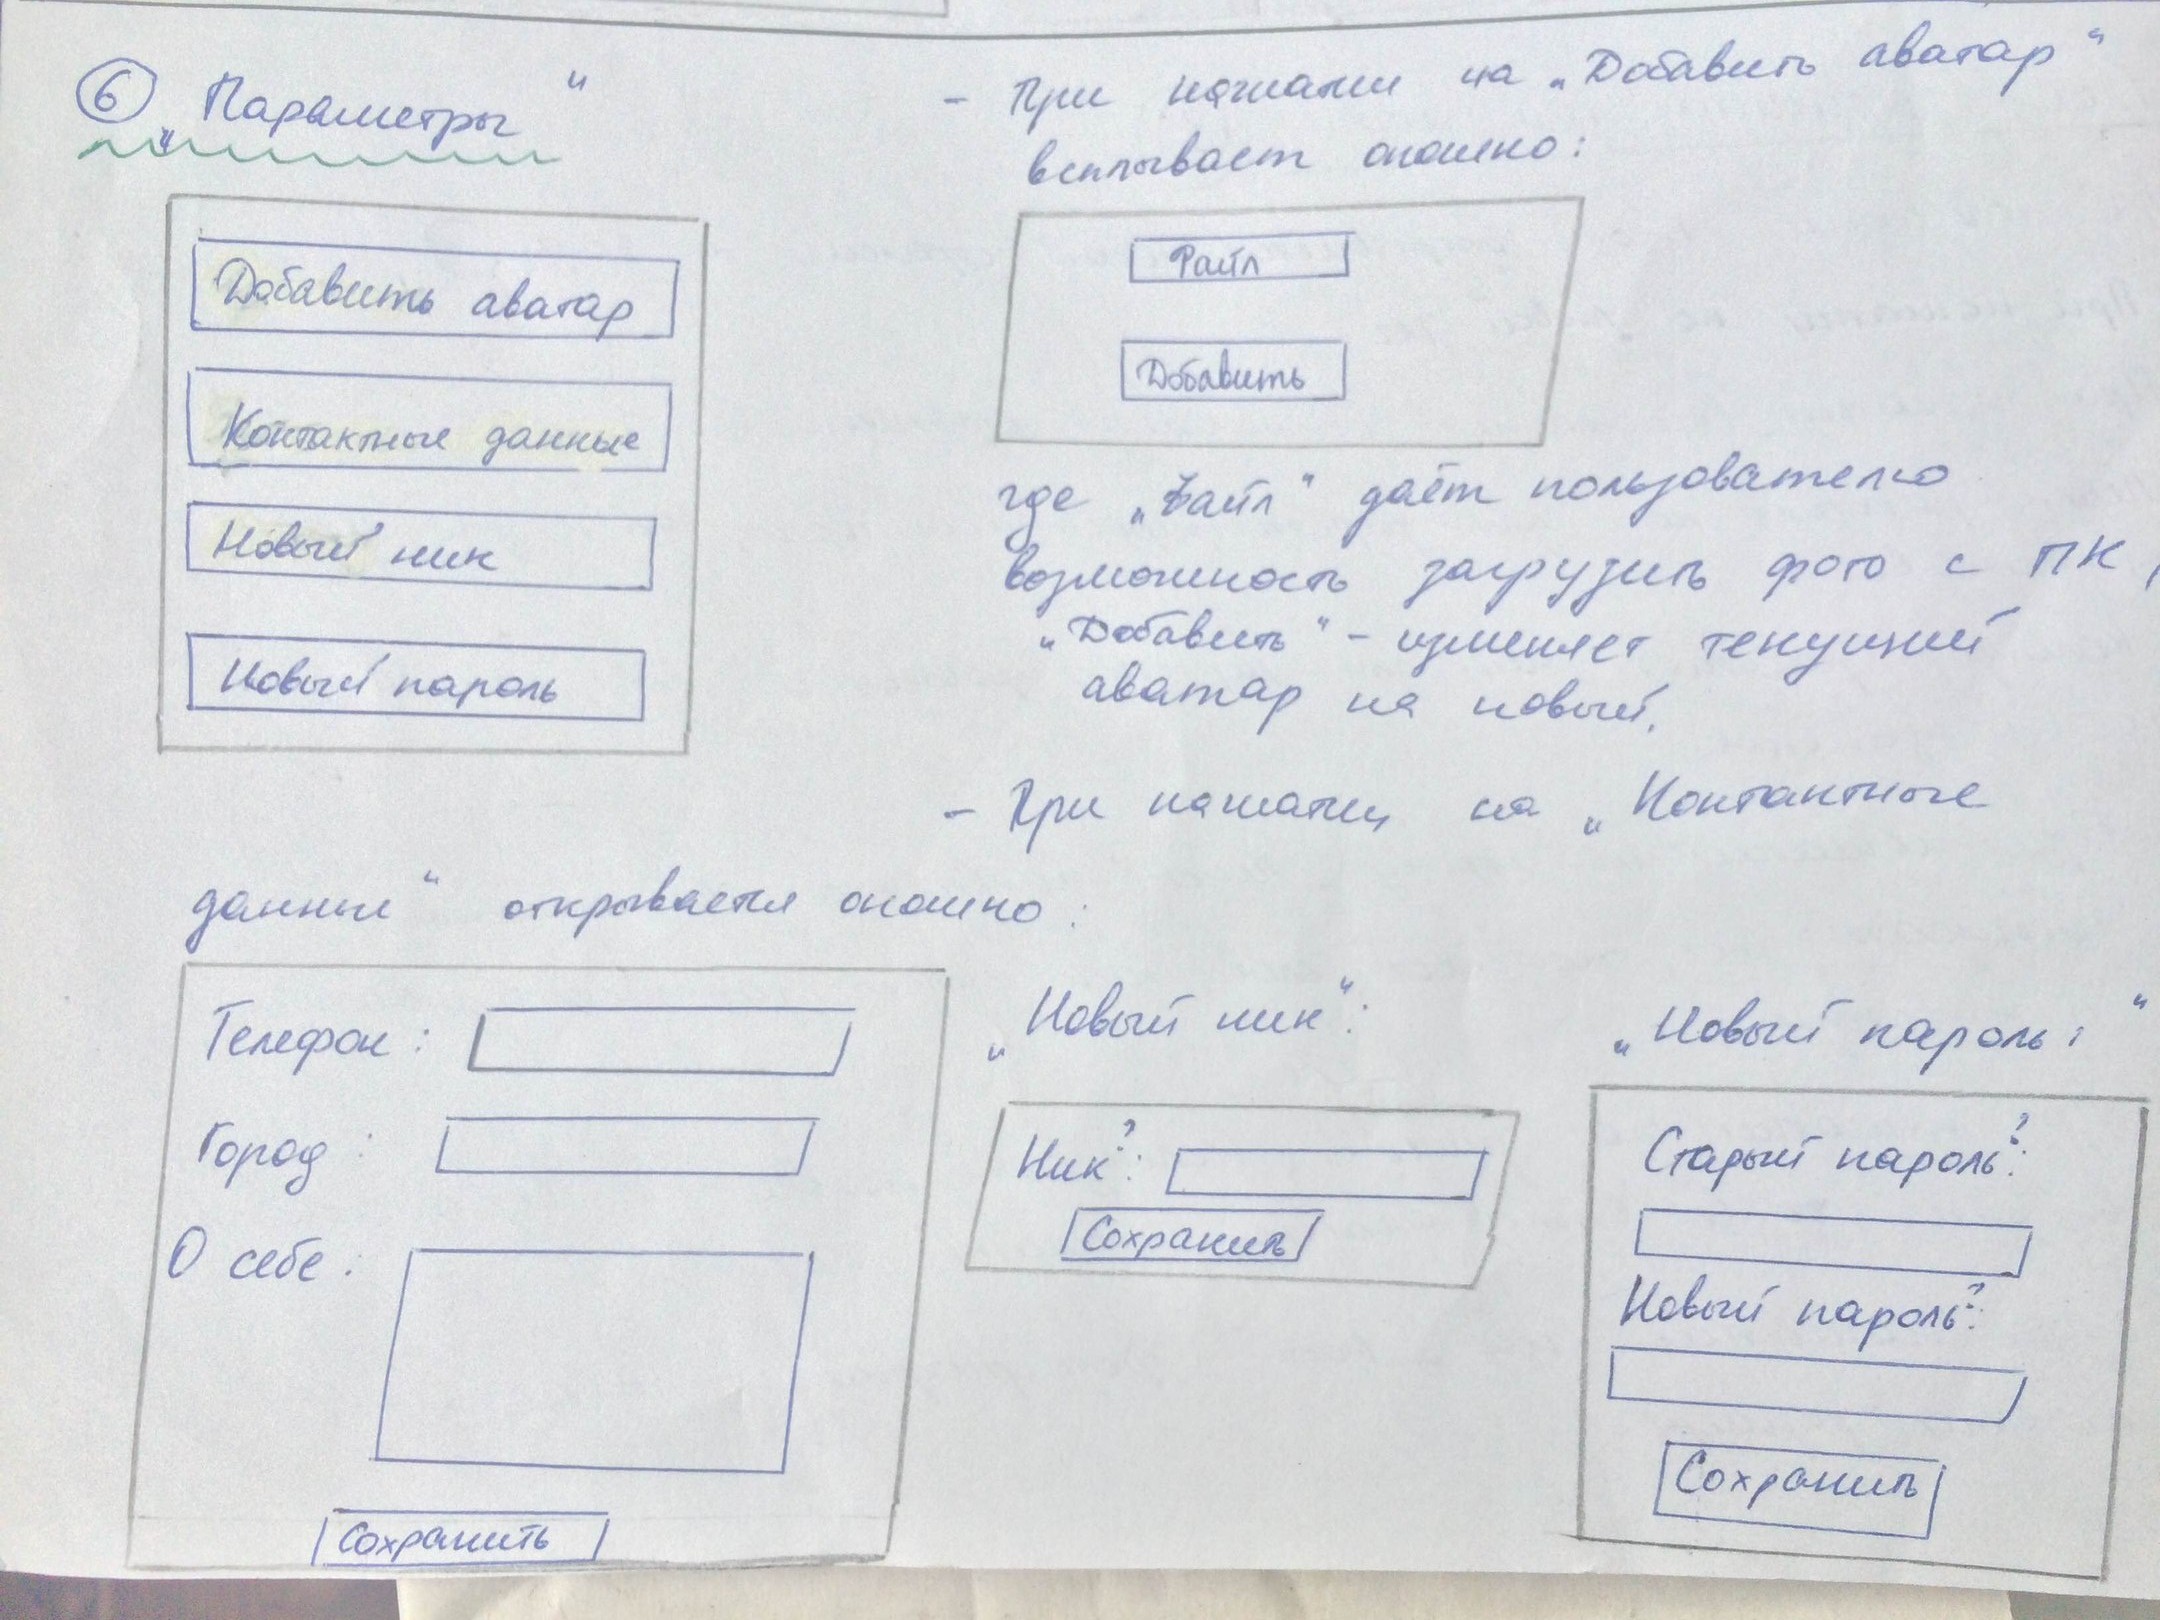 6 „Параметры“
Добавить аватар
Контактные данные
Новый ник
Новый пароль
- При нажатии на „Добавить аватар“
всплывает окошко:
Файл
Добавить
где „Файл“ даёт пользователю
возможность загрузить фото с ПК,
„Добавить“ - изменяет текущий
аватар на новый.
- При нажатии на „Контактные
данные“ открывается окошко:
Телефон:
Город:
О себе:
Сохранить
„Новый ник“:
Ник?:
Сохранить
„Новый пароль:“
Старый пароль?:
Новый пароль?:
Сохранить